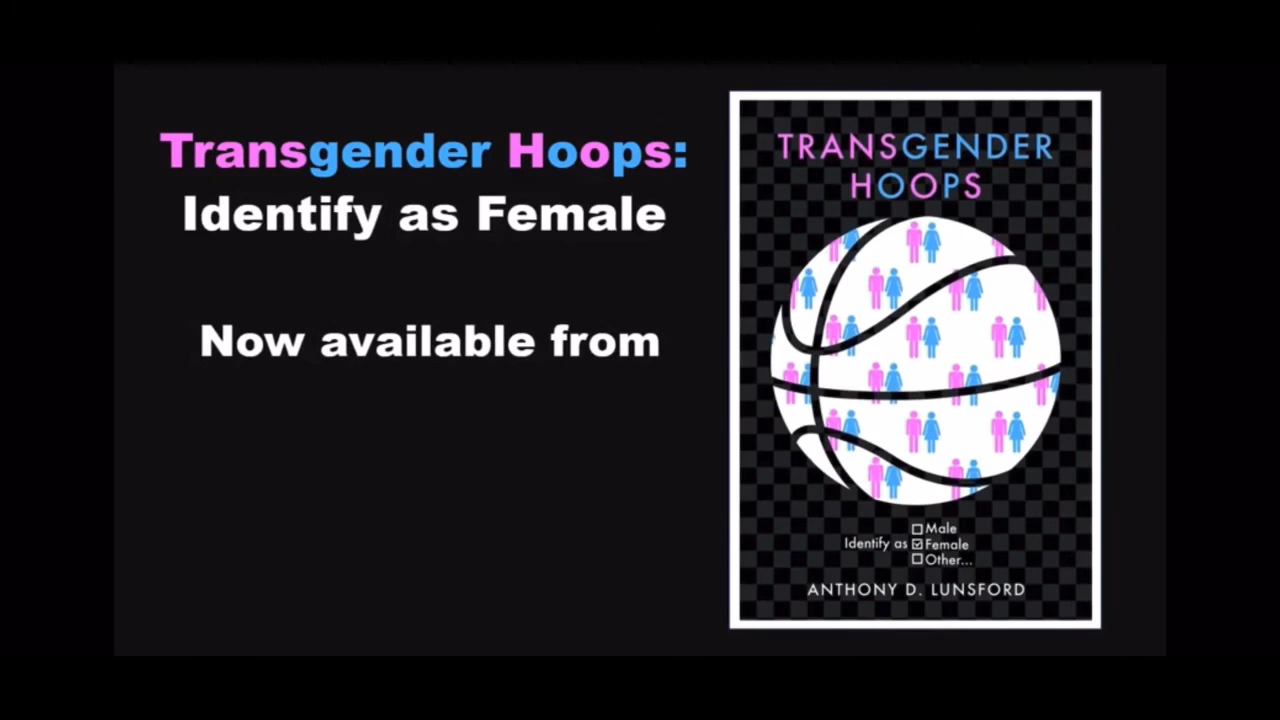 Transgender Hoops:
Identify as Female
Now available from
TRANSGENDER
HOOPS
Male
Identify as Female
Other...
ANTHONY D. LUNSFORD